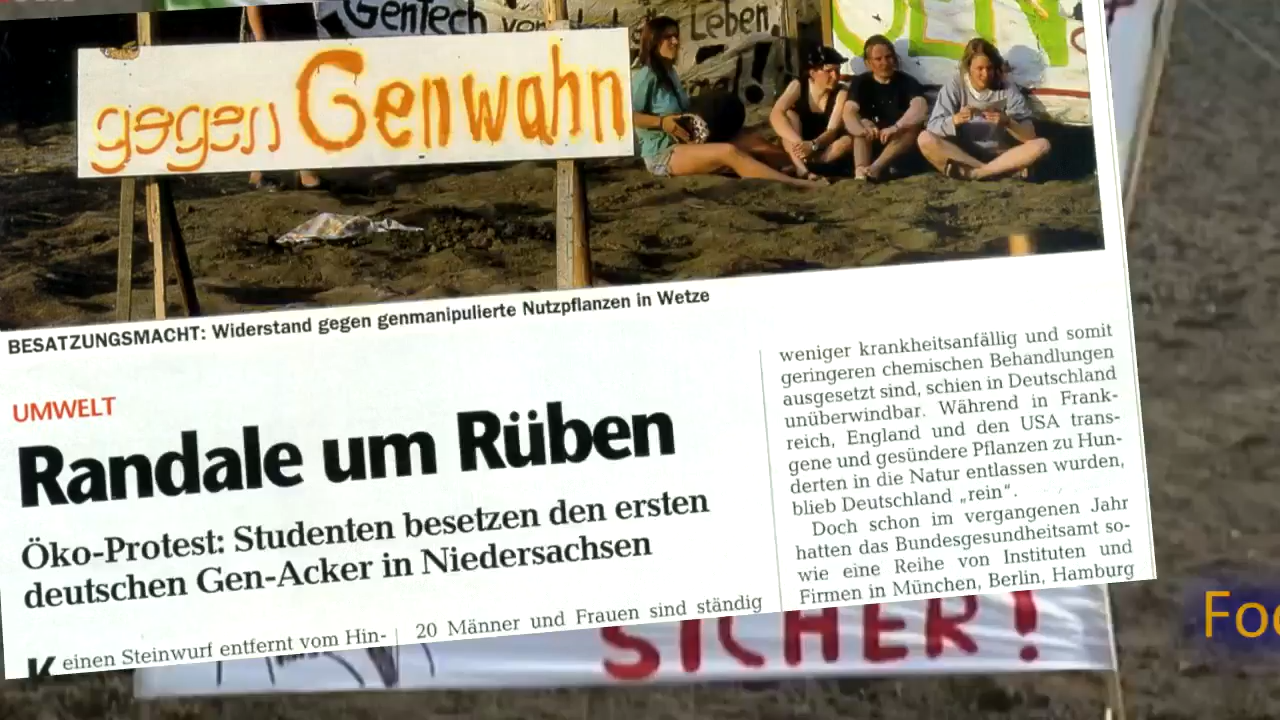 GenTech
Leben.
gegen Genwahn
BESATZUNGSMACHT: Widerstand gegen genmanipulierte Nutzpflanzen in Wetze
UMWELT
Randale um Rüben
Öko-Protest: Studenten besetzen den ersten
deutschen Gen-Acker in Niedersachsen
Keinen Steinwurf entfernt vom Hin-
20 Männer und Frauen sind ständig
weniger krankheitsanfällig und somit
geringeren chemischen Behandlungen
ausgesetzt sind, schien in Deutschland
unüberwindbar. Während in Frank-
reich, England und den USA trans-
gene und gesündere Pflanzen zu Hun-
derten in die Natur entlassen wurden,
blieb Deutschland „rein“.
Doch schon im vergangenen Jahr
hatten das Bundesgesundheitsamt so-
wie eine Reihe von Instituten und
Firmen in München, Berlin, Hamburg
SICHER!
Foc